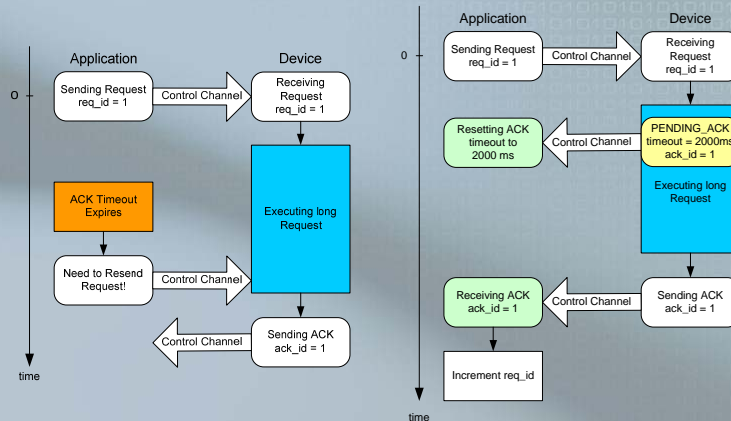 Application
Device
0
Sending Request
req_id = 1
Control Channel
Receiving
Request
req_id = 1
ACK Timeout
Expires
Executing long
Request
Need to Resend
Request!
Control Channel
Control Channel
Sending ACK
ack_id = 1
time
Application
Device
0
Sending Request
req_id = 1
Control Channel
Receiving
Request
req_id = 1
Resetting ACK
timeout to
2000 ms
Control Channel
PENDING_ACK
timeout = 2000ms
ack_id = 1
Executing long
Request
Receiving ACK
ack_id = 1
Control Channel
Sending ACK
ack_id = 1
Increment req_id
time